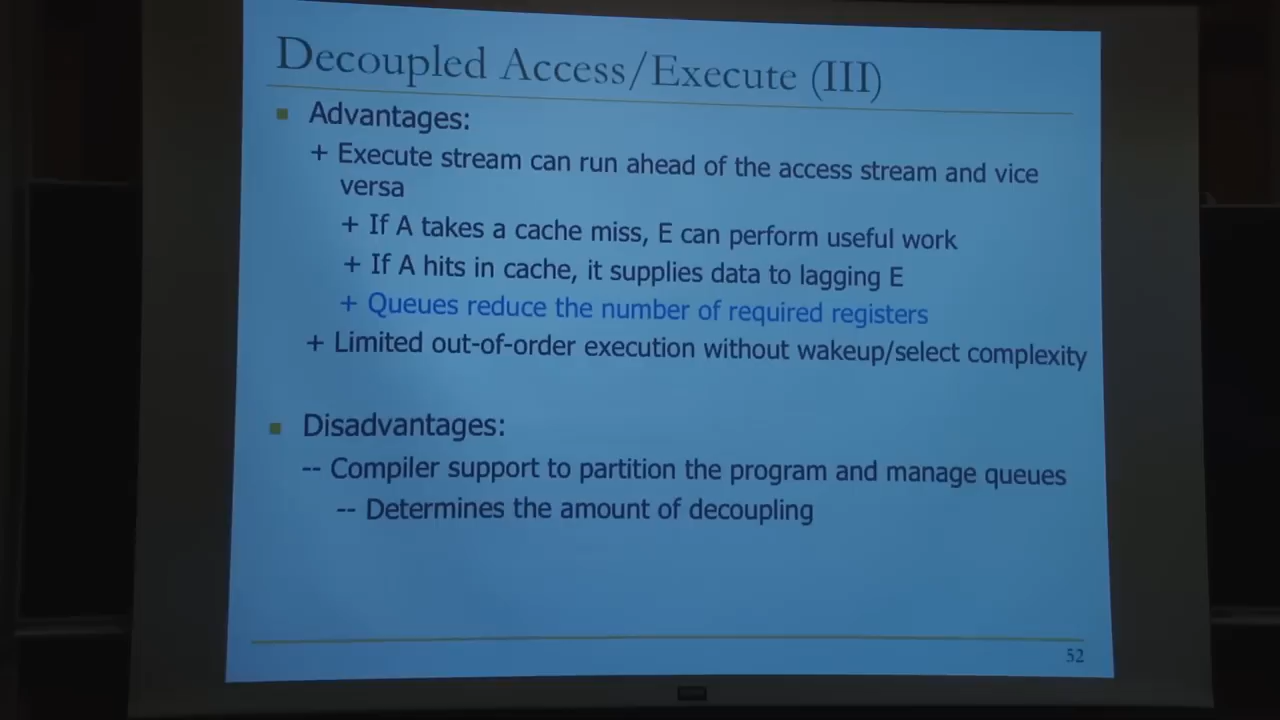 Decoupled Access/Execute (III)
Advantages:
+ Execute stream can run ahead of the access stream and vice
versa
+ If A takes a cache miss, E can perform useful work
+ If A hits in cache, it supplies data to lagging E
+ Queues reduce the number of required registers
+ Limited out-of-order execution without wakeup/select complexity
Disadvantages:
-- Compiler support to partition the program and manage queues
-- Determines the amount of decoupling
52